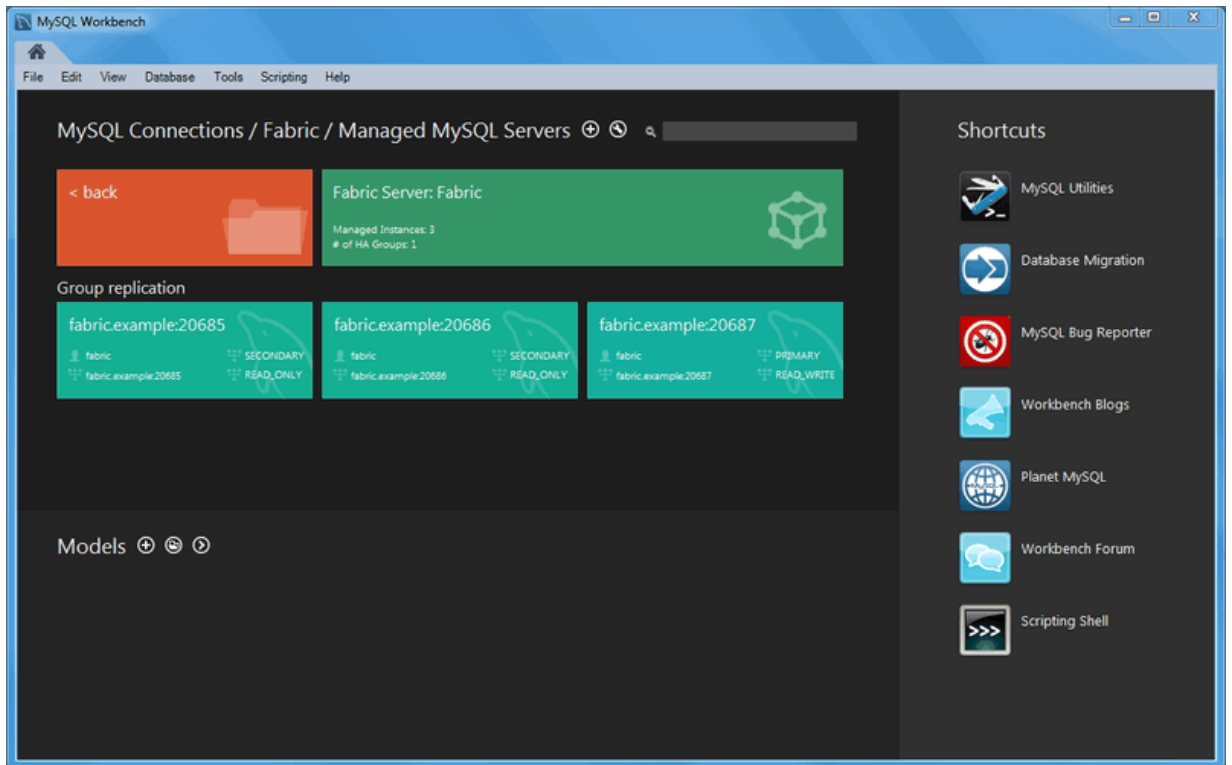 MySQL Workbench
File Edit View Database Tools Scripting Help
MySQL Connections / Fabric / Managed MySQL Servers
< back
Fabric Server: Fabric
Managed Instances: 3
# of HA Groups: 1
Group replication
fabric.example:20685
fabric SECONDARY
fabric.example:20685 READ_ONLY
fabric.example:20686
fabric SECONDARY
fabric.example:20686 READ_ONLY
fabric.example:20687
fabric PRIMARY
fabric.example:20687 READ_WRITE
Models
Shortcuts
MySQL Utilities
Database Migration
MySQL Bug Reporter
Workbench Blogs
Planet MySQL
Workbench Forum
>>>
Scripting Shell